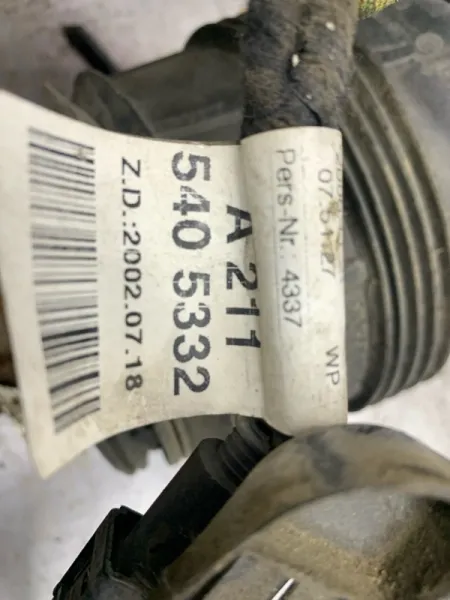 WP
Pers-Nr.: 4337
A 211
540 5332
Z.D.:2002.07.18